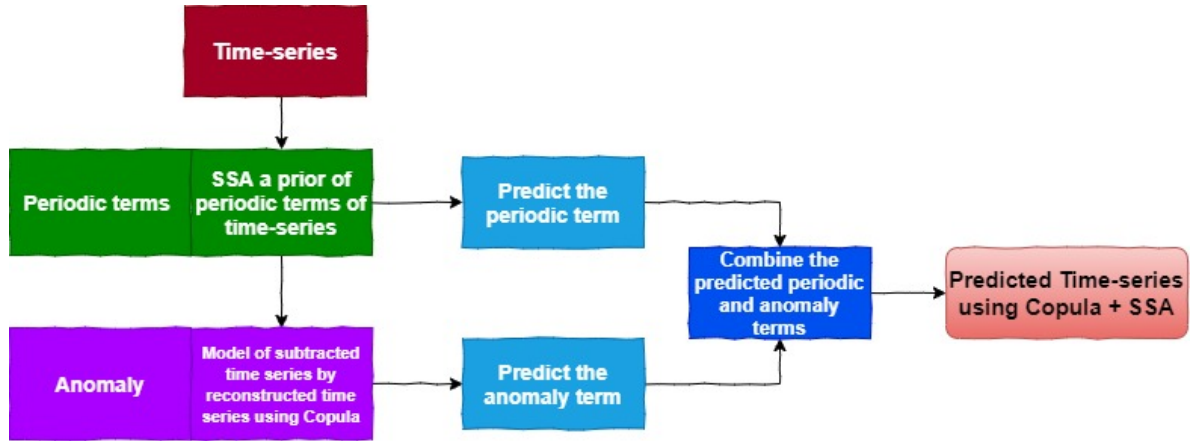 Time-series
Periodic terms
SSA a prior of
periodic terms of
time-series
Predict the
periodic term
Combine the
predicted periodic
and anomaly
terms
Predicted Time-series
using Copula + SSA
Anomaly
Model of subtracted
time series by
reconstructed time
series using Copula
Predict the
anomaly term